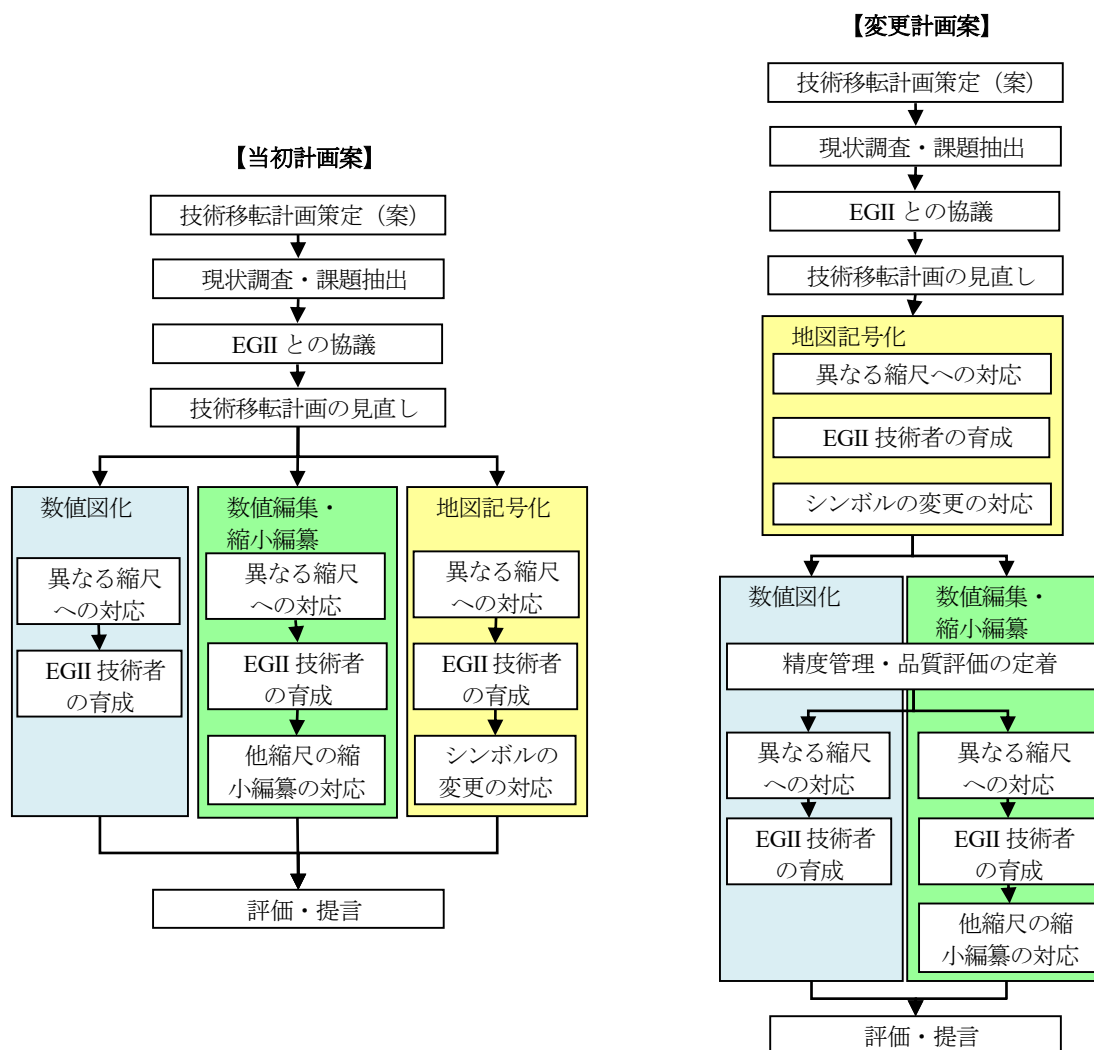 【当初計画案】
技術移転計画策定（案）
現状調査・課題抽出
EGII との協議
技術移転計画の見直し
数値図化
異なる縮尺
への対応
EGII 技術者
の育成
数値編集・
縮小編纂
異なる縮尺
への対応
EGII 技術者
の育成
他縮尺の縮
小編纂の対応
地図記号化
異なる縮尺
への対応
EGII 技術者
の育成
シンボルの
変更の対応
評価・提言
【変更計画案】
技術移転計画策定（案）
現状調査・課題抽出
EGII との協議
技術移転計画の見直し
地図記号化
異なる縮尺への対応
EGII 技術者の育成
シンボルの変更の対応
数値図化
数値編集・
縮小編纂
精度管理・品質評価の定着
異なる縮尺
への対応
EGII 技術者
の育成
異なる縮尺
への対応
EGII 技術者
の育成
他縮尺の縮
小編纂の対応
評価・提言